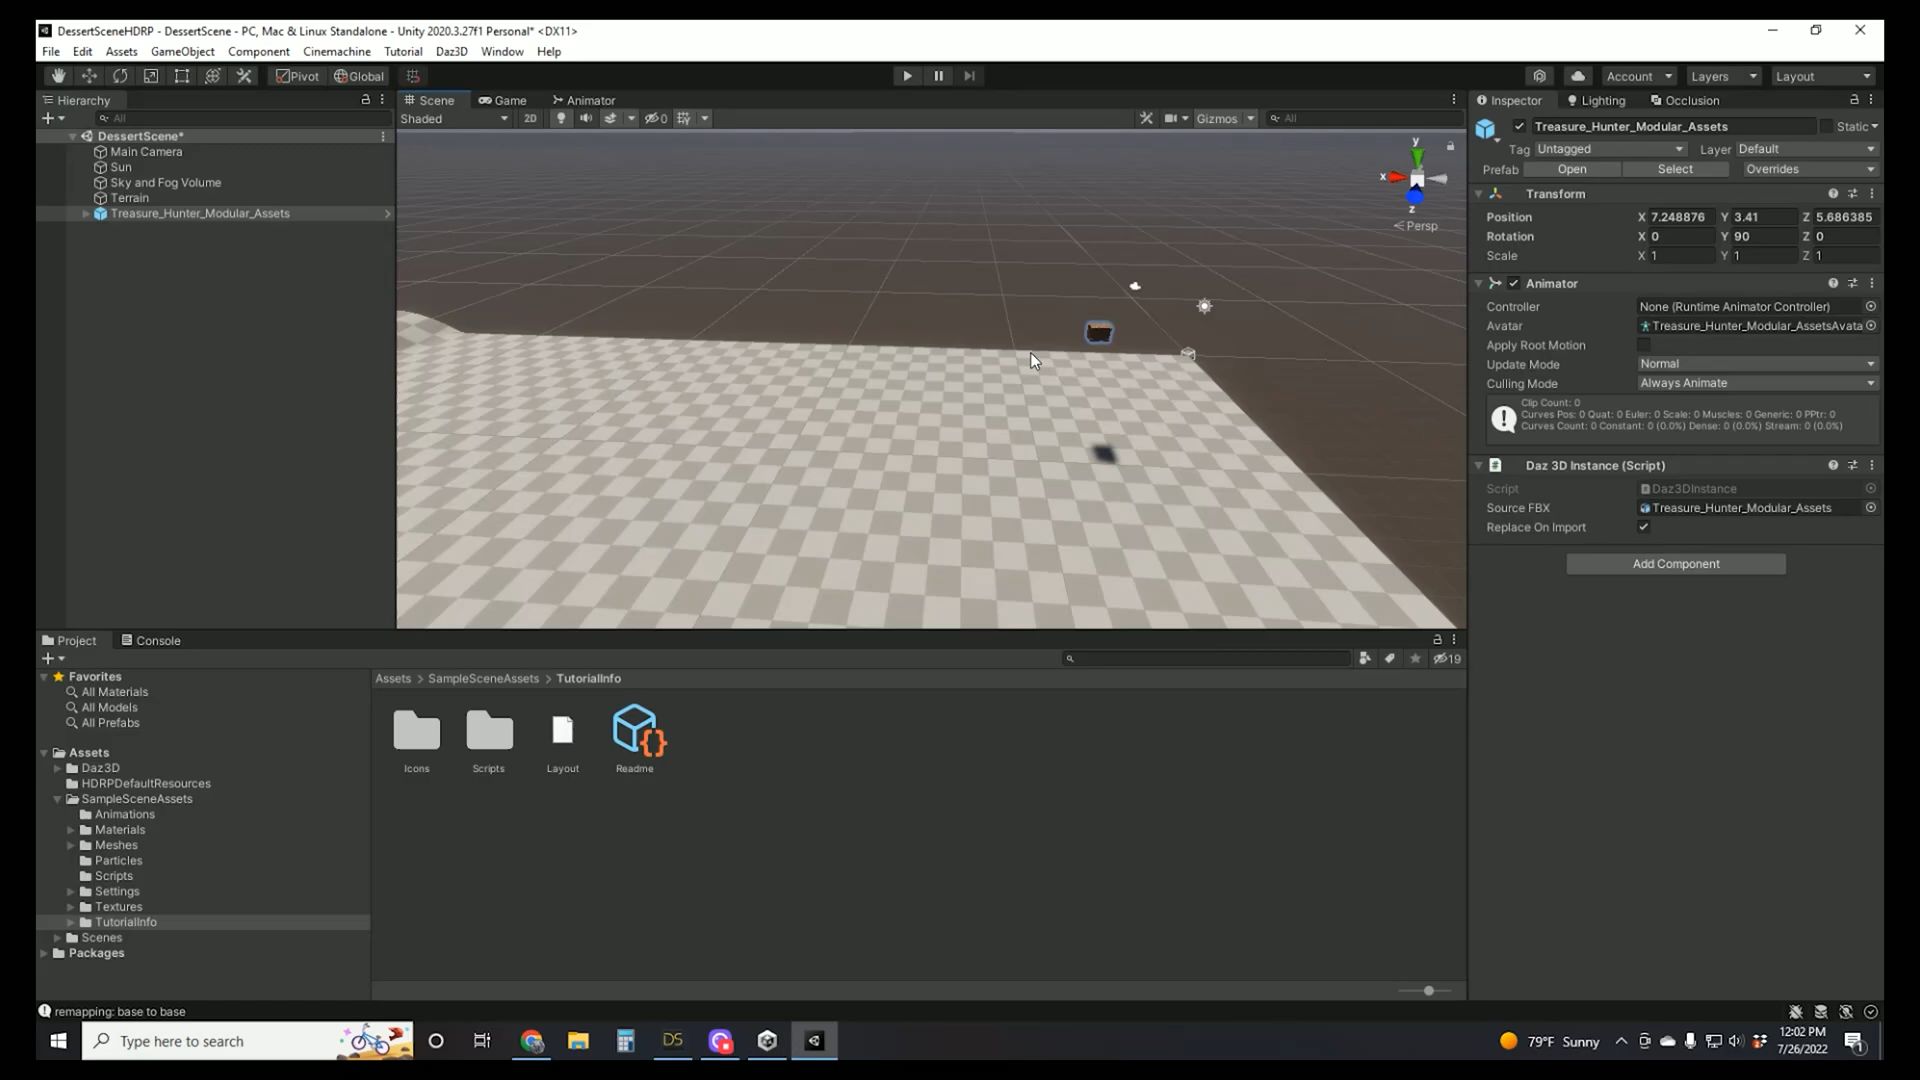 DessertSceneHDRP - DessertScene - PC, Mac & Linux Standalone - Unity 2020.3.27f1 Personal* <DX11>
File Edit Assets GameObject Component Cinemachine Tutorial Daz3D Window Help
Pivot Global Account Layers Layout
Hierarchy
All
DessertScene*
Main Camera
Sun
Sky and Fog Volume
Terrain
Treasure_Hunter_Modular_Assets
Scene Game Animator
Shaded 2D 0 Gizmos All
y
x
z
Persp
Inspector Lighting Occlusion
Treasure_Hunter_Modular_Assets Static
Tag Untagged Layer Default
Prefab Open Select Overrides
Transform
Position X 7.248876 Y 3.41 Z 5.686385
Rotation X 0 Y 90 Z 0
Scale X 1 Y 1 Z 1
Animator
Controller None (Runtime Animator Controller)
Avatar Treasure_Hunter_Modular_AssetsAvata
Apply Root Motion
Update Mode Normal
Culling Mode Always Animate
Clip Count: 0
Curves Pos: 0 Quat: 0 Euler: 0 Scale: 0 Muscles: 0 Generic: 0 PPtr: 0
Curves Count: 0 Constant: 0 (0.0%) Dense: 0 (0.0%) Stream: 0 (0.0%)
Daz 3D Instance (Script)
Script Daz3DInstance
Source FBX Treasure_Hunter_Modular_Assets
Replace On Import
Add Component
Project Console
19
Favorites
All Materials
All Models
All Prefabs
Assets
Daz3D
HDRPDefaultResources
SampleSceneAssets
Animations
Materials
Meshes
Particles
Scripts
Settings
Textures
TutorialInfo
Scenes
Packages
Assets > SampleSceneAssets > TutorialInfo
Icons Scripts Layout Readme
remapping: base to base
Type here to search
DS
79°F Sunny
12:02 PM
7/26/2022
1